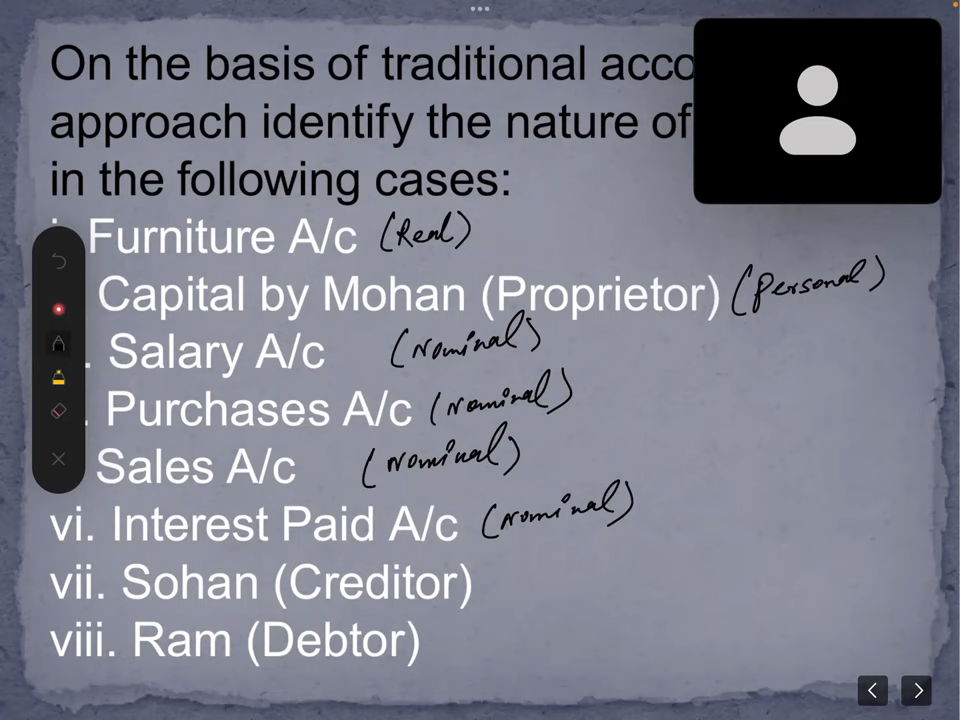 On the basis of traditional acco
approach identify the nature of
in the following cases:
Furniture A/c (Real)
Capital by Mohan (Proprietor) (Personal)
. Salary A/c (Nominal)
. Purchases A/c (Nominal)
Sales A/c (Nominal)
vi. Interest Paid A/c (Nominal)
vii. Sohan (Creditor)
viii. Ram (Debtor)